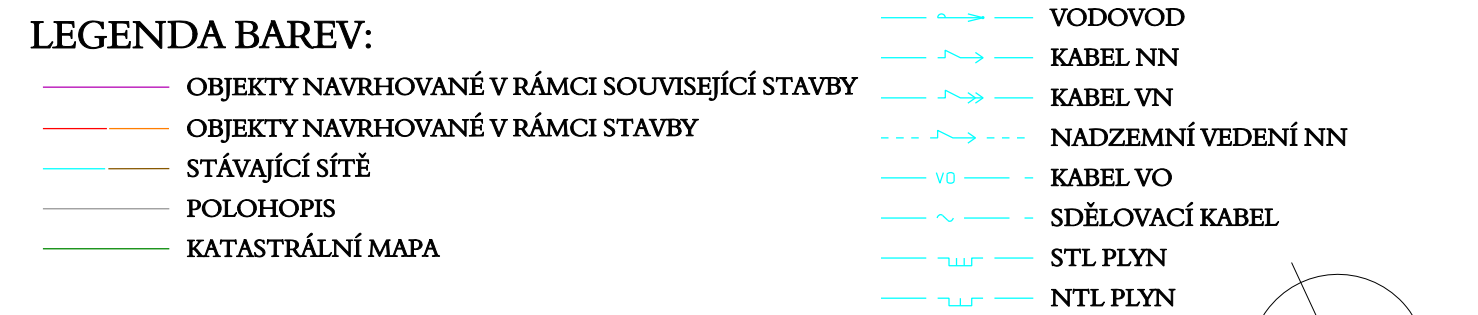 LEGENDA BAREV:
OBJEKTY NAVRHOVANÉ V RÁMCI SOUVISEJÍCÍ STAVBY
OBJEKTY NAVRHOVANÉ V RÁMCI STAVBY
STÁVAJÍCÍ SÍTĚ
POLOHOPIS
KATASTRÁLNÍ MAPA
VODOVOD
KABEL NN
KABEL VN
NADZEMNÍ VEDENÍ NN
VO KABEL VO
SDĚLOVACÍ KABEL
STL PLYN
NTL PLYN